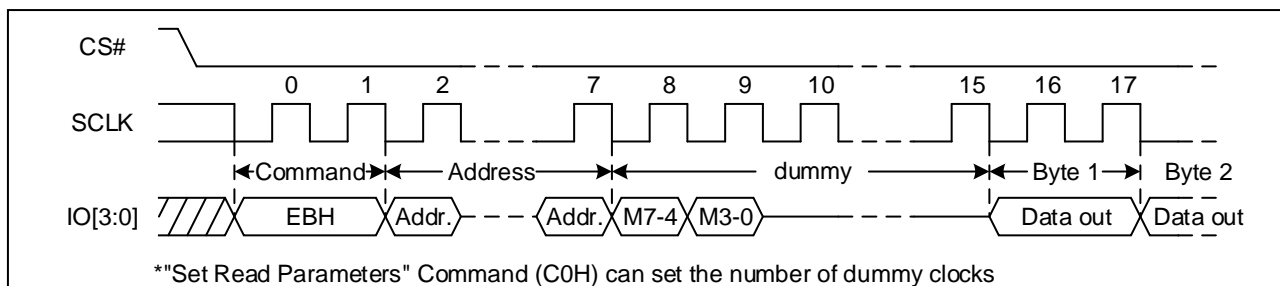 CS#
0 1 2 7 8 9 10 15 16 17
SCLK
Command Address dummy Byte 1 Byte 2
IO[3:0] EBH Addr. Addr. M7-4 M3-0 Data out Data out
*"Set Read Parameters" Command (C0H) can set the number of dummy clocks